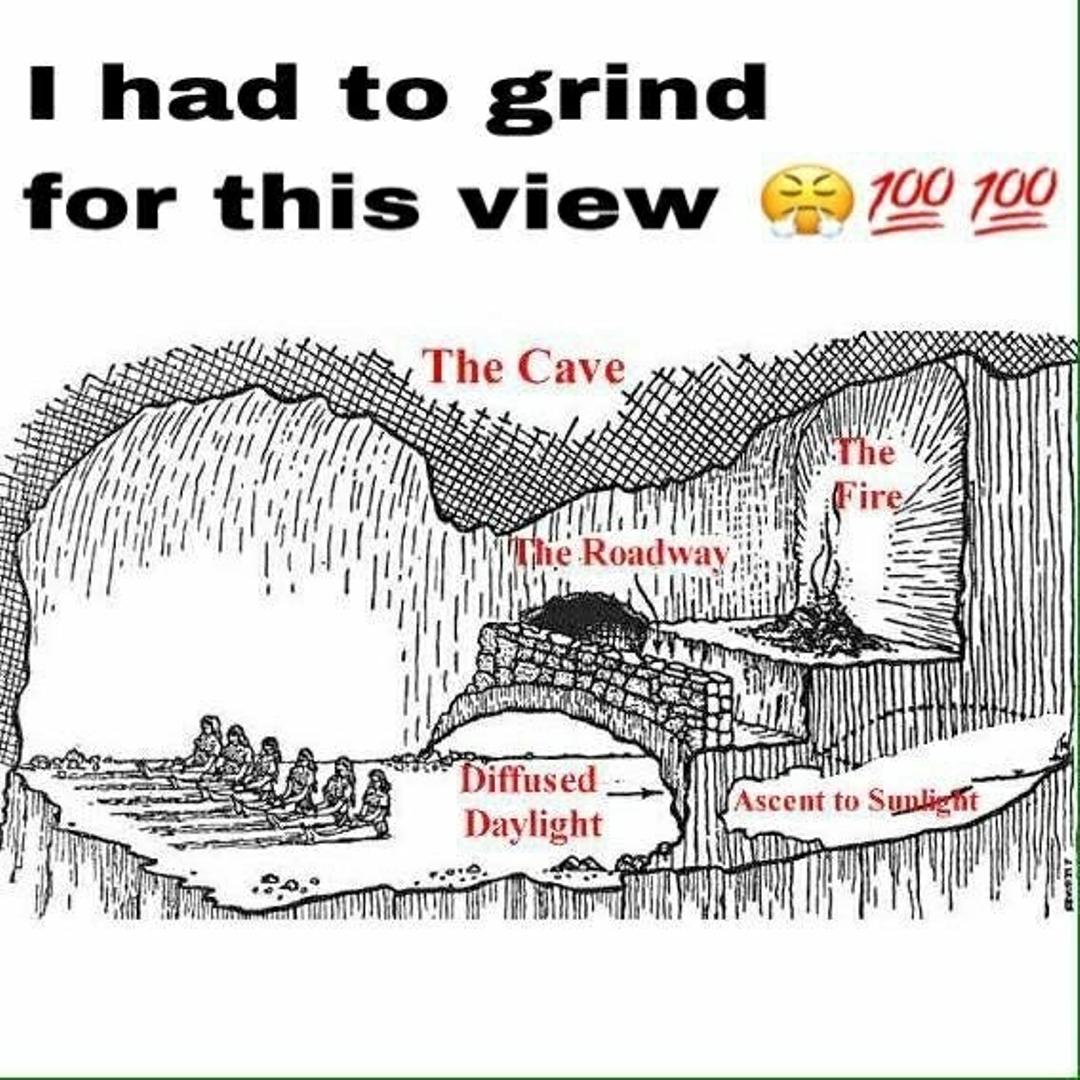 I had to grind
for this view 😤💯💯
The Cave
The
Fire
The Roadway
Diffused
Daylight
Ascent to Sunlight